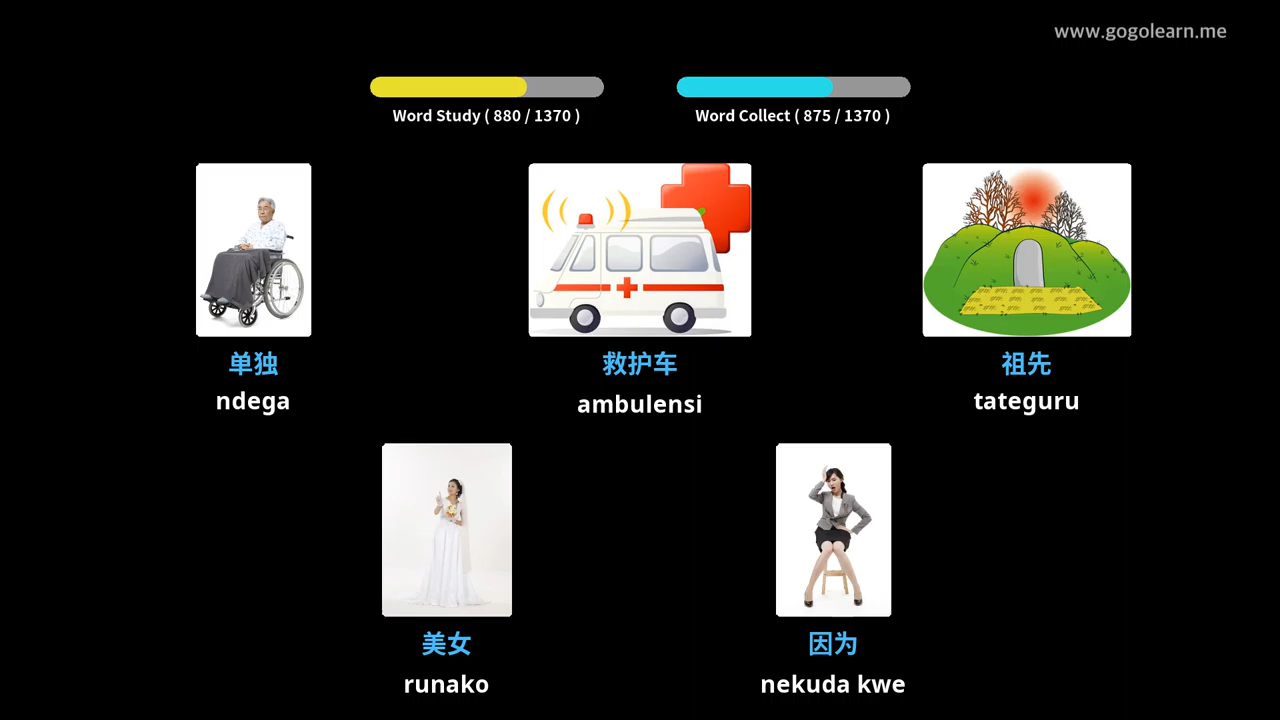 www.gogolearn.me
Word Study ( 880 / 1370 )
Word Collect ( 875 / 1370 )
单独
ndega
救护车
ambulensi
祖先
tateguru
美女
runako
因为
nekuda kwe